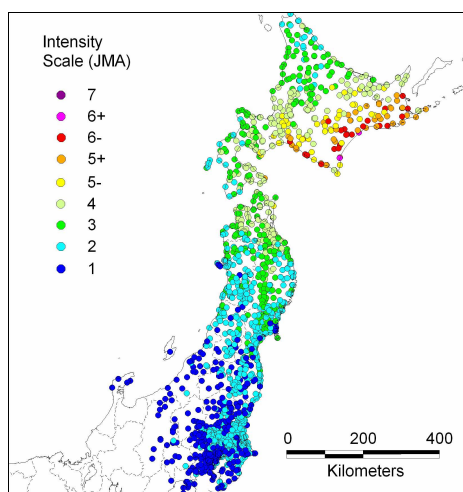 Intensity
Scale (JMA)
7
6+
6-
5+
5-
4
3
2
1
0 200 400
Kilometers